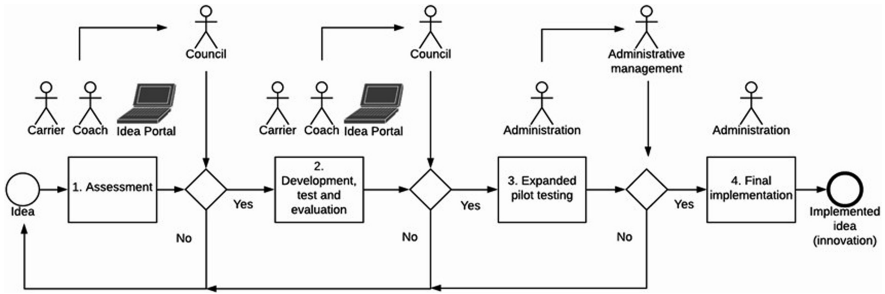 Council
Council
Administrative
management
Carrier
Coach
Idea Portal
Carrier
Coach
Idea Portal
Administration
Administration
1. Assessment
2.
Development,
test and
evaluation
3. Expanded
pilot testing
4. Final
implementation
Idea
Yes
Yes
Yes
Implemented
idea
(innovation)
No
No
No